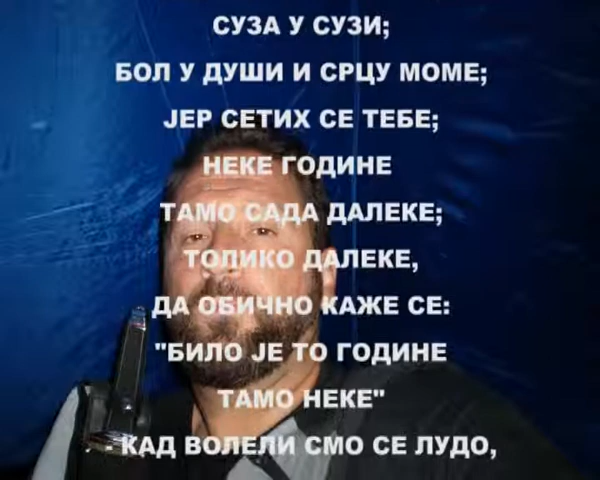 СУЗА У СУЗИ;
БОЛ У ДУШИ И СРЦУ МОМЕ;
ЈЕР СЕТИХ СЕ ТЕБЕ;
НЕКЕ ГОДИНЕ
ТАМО САДА ДАЛЕКЕ;
ТОЛИКО ДАЛЕКЕ,
ДА ОБИЧНО КАЖЕ СЕ:
"БИЛО ЈЕ ТО ГОДИНЕ
ТАМО НЕКЕ"
- КАД ВОЛЕЛИ СМО СЕ ЛУДО,